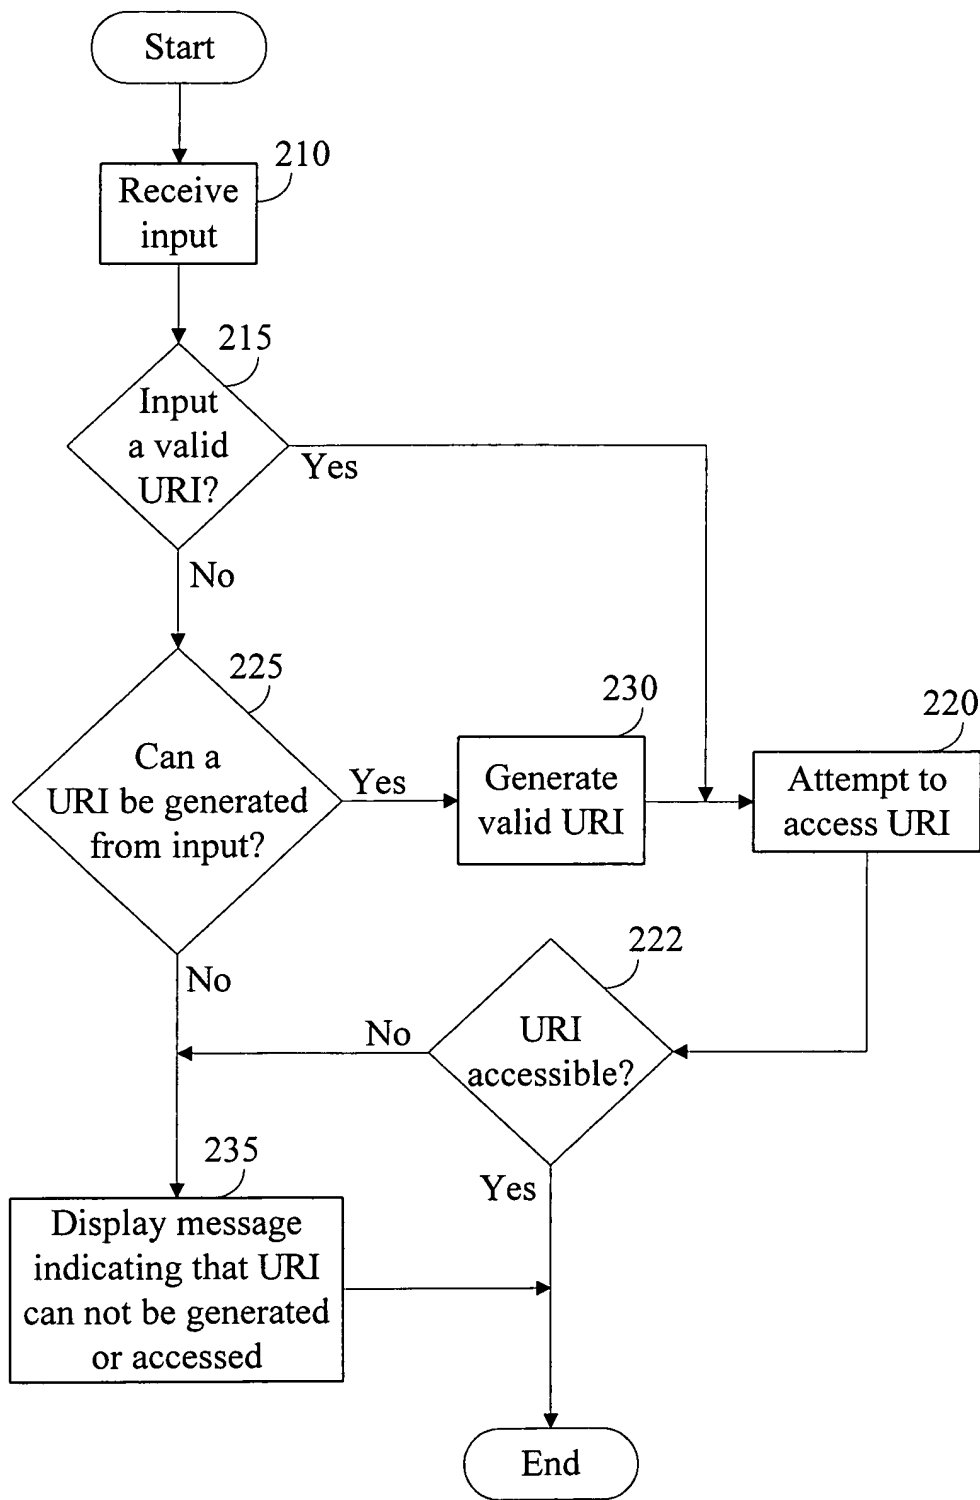 Start
210
Receive
input
215
Input
a valid
URI?
Yes
No
225
Can a
URI be generated
from input?
Yes
No
230
Generate
valid URI
220
Attempt to
access URI
222
URI
accessible?
No
Yes
235
Display message
indicating that URI
can not be generated
or accessed
End